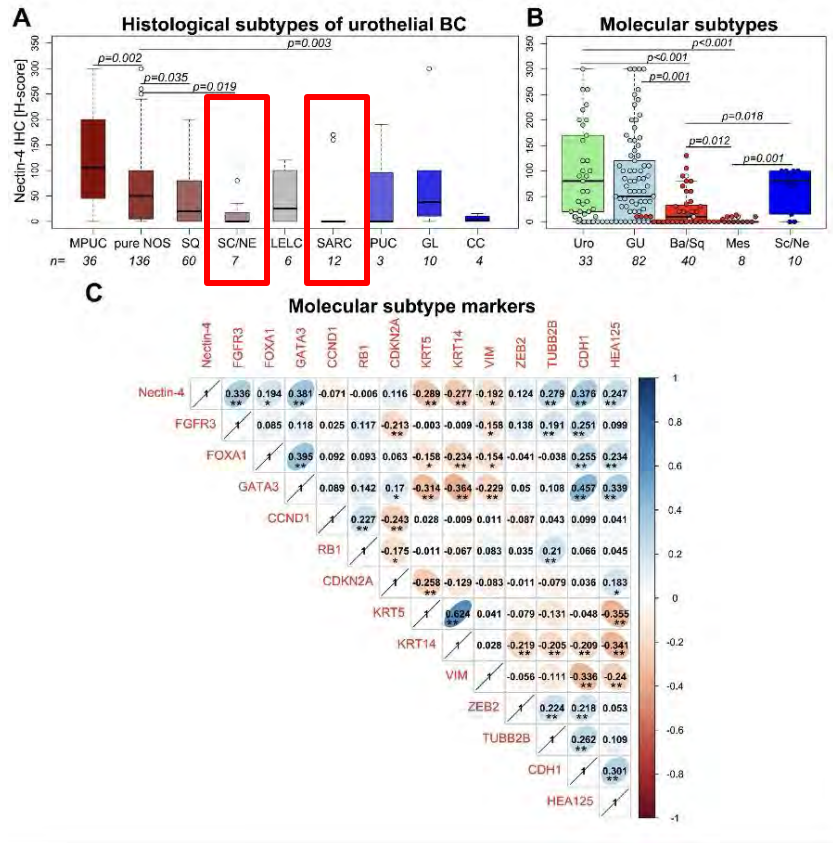 A
Histological subtypes of urothelial BC
Nectin-4 IHC [H-score]
350
300
250
200
150
100
50
0
p=0.003
p=0.002
p=0.035
p=0.019
MPUC pure NOS SQ SC/NE LELC SARC PUC GL CC
n= 36 136 60 7 6 12 3 10 4
B
Molecular subtypes
350
300
250
200
150
100
50
0
p<0.001
p<0.001
p=0.001
p=0.018
p=0.012
p=0.001
Uro GU Ba/Sq Mes Sc/Ne
33 82 40 8 10
C
Molecular subtype markers
Nectin-4 FGFR3 FOXA1 GATA3 CCND1 RB1 CDKN2A KRT5 KRT14 VIM ZEB2 TUBB2B CDH1 HEA125
Nectin-4 1 0.336 ** 0.194 * 0.381 ** -0.071 -0.006 0.116 -0.289 ** -0.277 ** -0.192 * 0.124 0.279 ** 0.376 ** 0.247 **
FGFR3 1 0.085 0.118 0.025 0.117 -0.213 ** -0.003 -0.009 -0.158 * 0.138 0.191 ** 0.251 ** 0.099
FOXA1 1 0.395 ** 0.092 0.093 0.063 -0.158 * -0.234 ** -0.154 * -0.041 -0.038 0.255 ** 0.234 **
GATA3 1 0.089 0.142 0.17 * -0.314 ** -0.364 ** -0.229 ** 0.05 0.108 0.457 ** 0.339 **
CCND1 1 0.227 ** -0.243 ** 0.028 -0.009 0.011 -0.087 0.043 0.099 0.041
RB1 1 -0.175 * -0.011 -0.067 0.083 0.035 0.21 ** 0.066 0.045
CDKN2A 1 -0.258 ** -0.129 -0.083 -0.011 -0.079 0.036 0.183 *
KRT5 1 0.624 ** 0.041 -0.079 -0.131 -0.048 -0.355 **
KRT14 1 0.028 -0.219 ** -0.205 ** -0.209 ** -0.341 **
VIM 1 -0.056 -0.111 -0.336 ** -0.24 **
ZEB2 1 0.224 ** 0.218 ** 0.053
TUBB2B 1 0.262 ** 0.109
CDH1 1 0.301 **
HEA125 1
1
0.8
0.6
0.4
0.2
0
-0.2
-0.4
-0.6
-0.8
-1